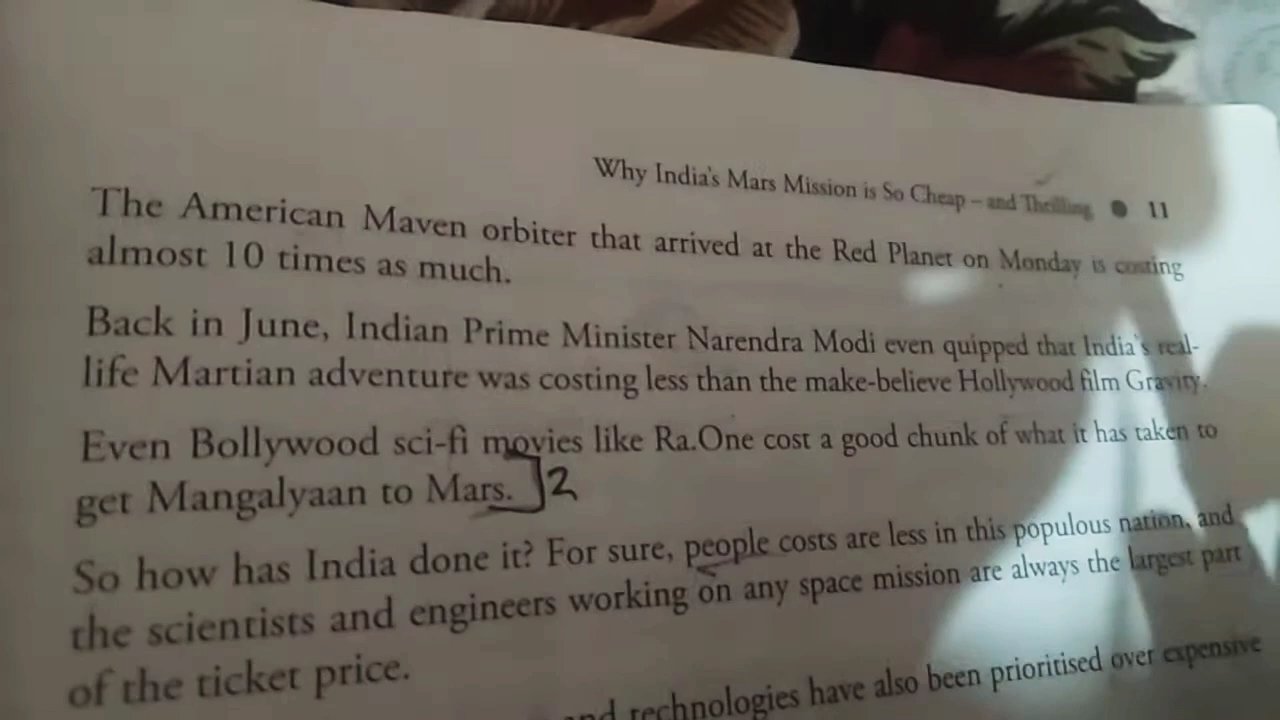 Why India's Mars Mission is So Cheap – and Thrilling ● 11
The American Maven orbiter that arrived at the Red Planet on Monday is costing
almost 10 times as much.
Back in June, Indian Prime Minister Narendra Modi even quipped that India's real-
life Martian adventure was costing less than the make-believe Hollywood film Gravity.
Even Bollywood sci-fi movies like Ra.One cost a good chunk of what it has taken to
get Mangalyaan to Mars. 2
So how has India done it? For sure, people costs are less in this populous nation, and
the scientists and engineers working on any space mission are always the largest part
of the ticket price.
and technologies have also been prioritised over expensive